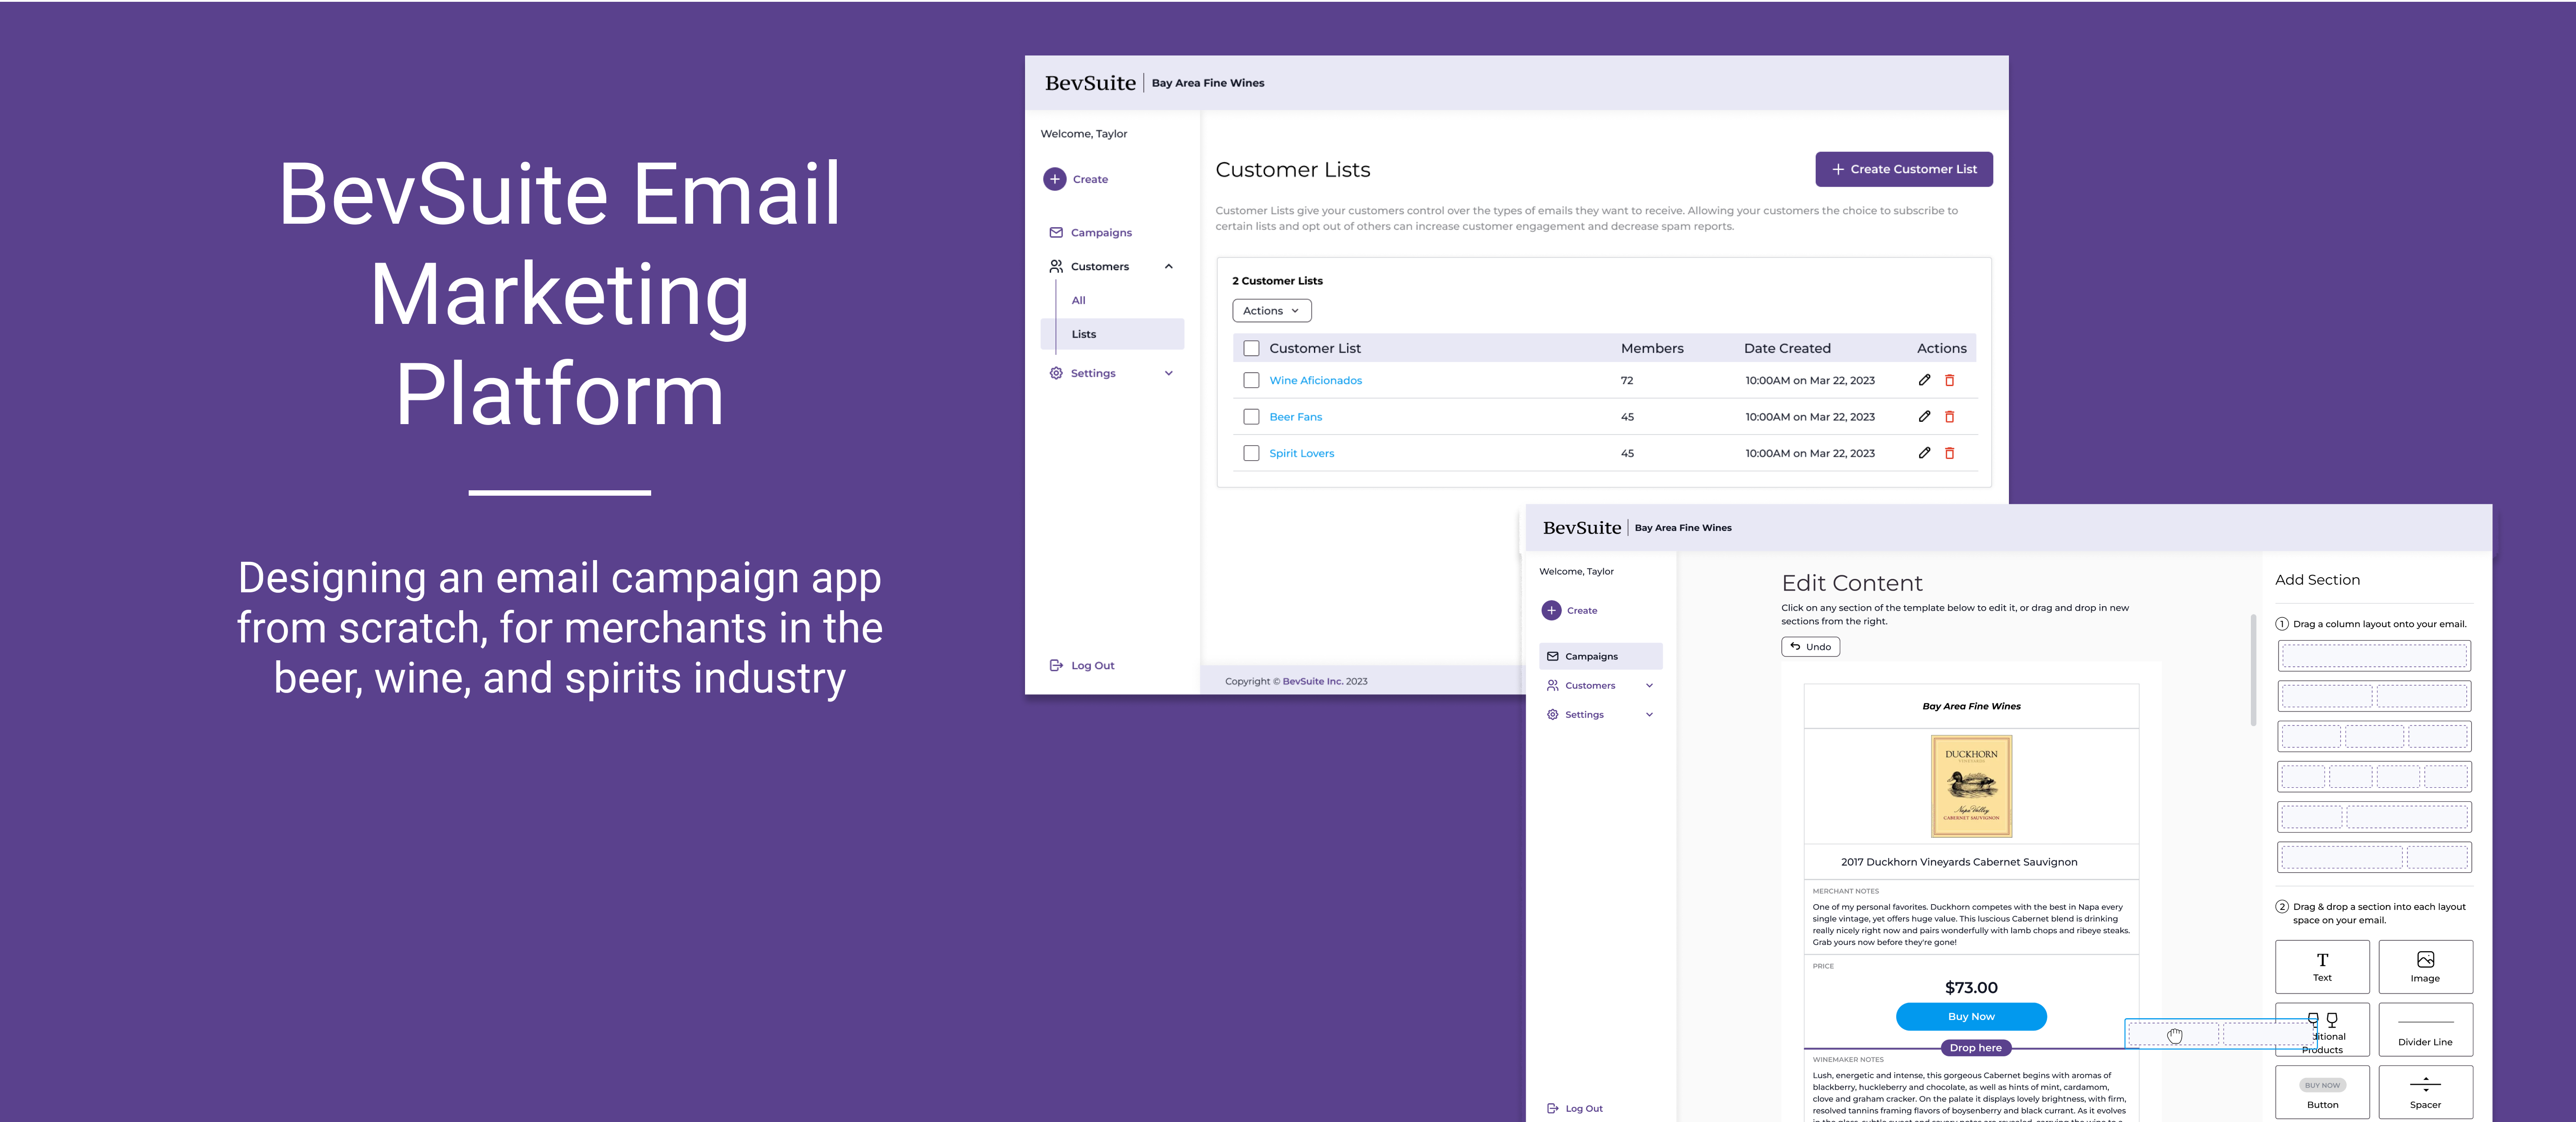 BevSuite Email
Marketing
Platform
Designing an email campaign app
from scratch, for merchants in the
beer, wine, and spirits industry
BevSuite | Bay Area Fine Wines
Welcome, Taylor
Create
Campaigns
Customers
All
Lists
Settings
Log Out
Customer Lists
+ Create Customer List
Customer Lists give your customers control over the types of emails they want to receive. Allowing your customers the choice to subscribe to
certain lists and opt out of others can increase customer engagement and decrease spam reports.
2 Customer Lists
Actions
Customer List Members Date Created Actions
Wine Aficionados 72 10:00AM on Mar 22, 2023
Beer Fans 45 10:00AM on Mar 22, 2023
Spirit Lovers 45 10:00AM on Mar 22, 2023
Copyright © BevSuite Inc. 2023
BevSuite | Bay Area Fine Wines
Welcome, Taylor
Create
Campaigns
Customers
Settings
Log Out
Edit Content
Click on any section of the template below to edit it, or drag and drop in new
sections from the right.
Undo
Bay Area Fine Wines
DUCKHORN
VINEYARDS
Napa Valley
CABERNET SAUVIGNON
2017 Duckhorn Vineyards Cabernet Sauvignon
MERCHANT NOTES
One of my personal favorites. Duckhorn competes with the best in Napa every
single vintage, yet offers huge value. This luscious Cabernet blend is drinking
really nicely right now and pairs wonderfully with lamb chops and ribeye steaks.
Grab yours now before they're gone!
PRICE
$73.00
Buy Now
Drop here
WINEMAKER NOTES
Lush, energetic and intense, this gorgeous Cabernet begins with aromas of
blackberry, huckleberry and chocolate, as well as hints of mint, cardamom,
clove and graham cracker. On the palate it displays lovely brightness, with firm,
resolved tannins framing flavors of boysenberry and black currant. As it evolves
Add Section
1 Drag a column layout onto your email.
2 Drag & drop a section into each layout
space on your email.
T
Text
Image
ditional
Products
Divider Line
BUY NOW
Button
Spacer